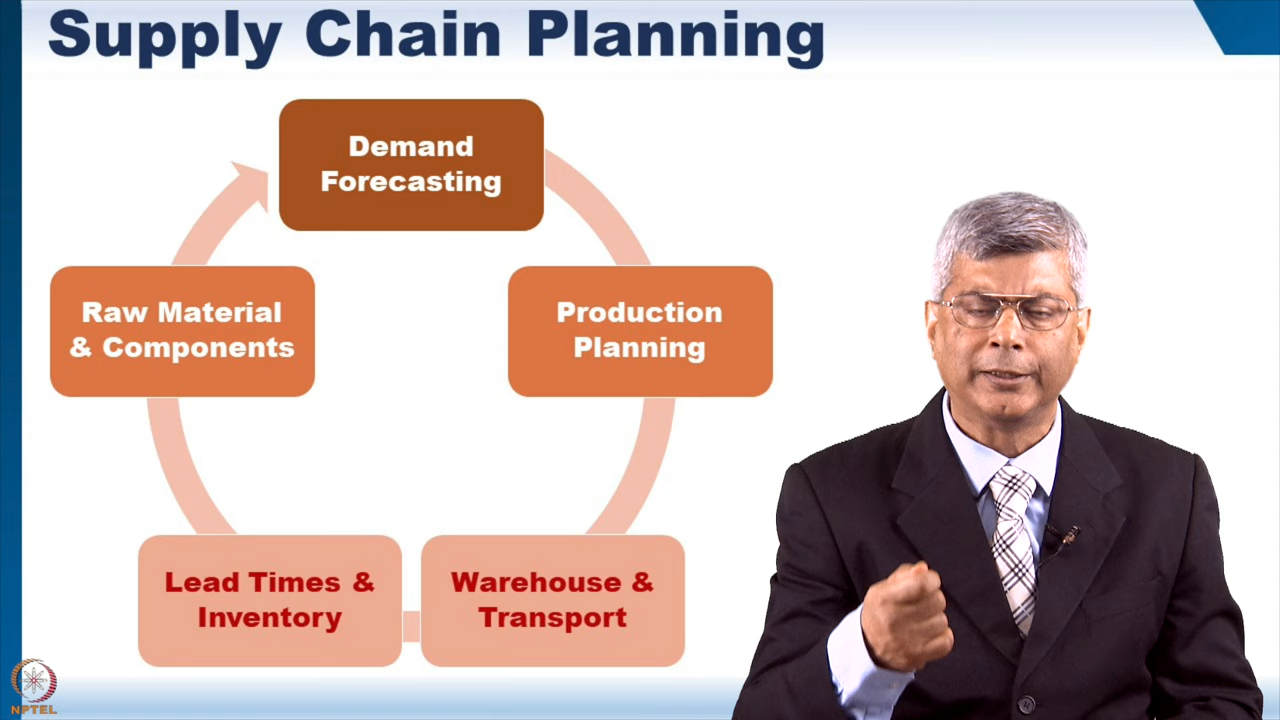 Supply Chain Planning
Demand
Forecasting
Production
Planning
Warehouse &
Transport
Lead Times &
Inventory
Raw Material
& Components
NPTEL